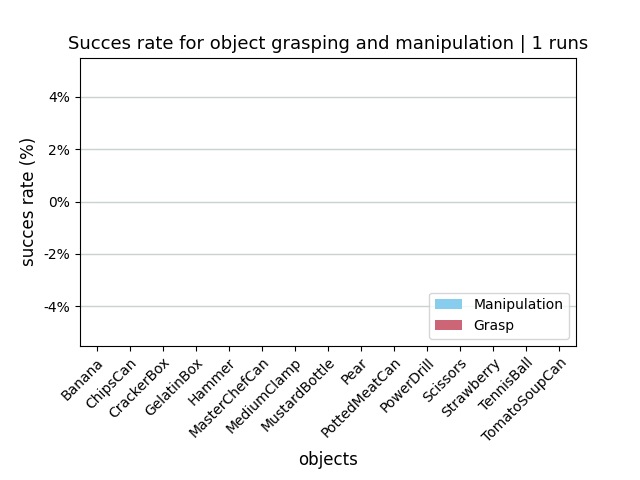 Succes rate for object grasping and manipulation | 1 runs
succes rate (%)
4%
2%
0%
-2%
-4%
Manipulation
Grasp
Banana
ChipsCan
CrackerBox
GelatinBox
Hammer
MasterChefCan
MediumClamp
MustardBottle
Pear
PottedMeatCan
PowerDrill
Scissors
Strawberry
TennisBall
TomatoSoupCan
objects